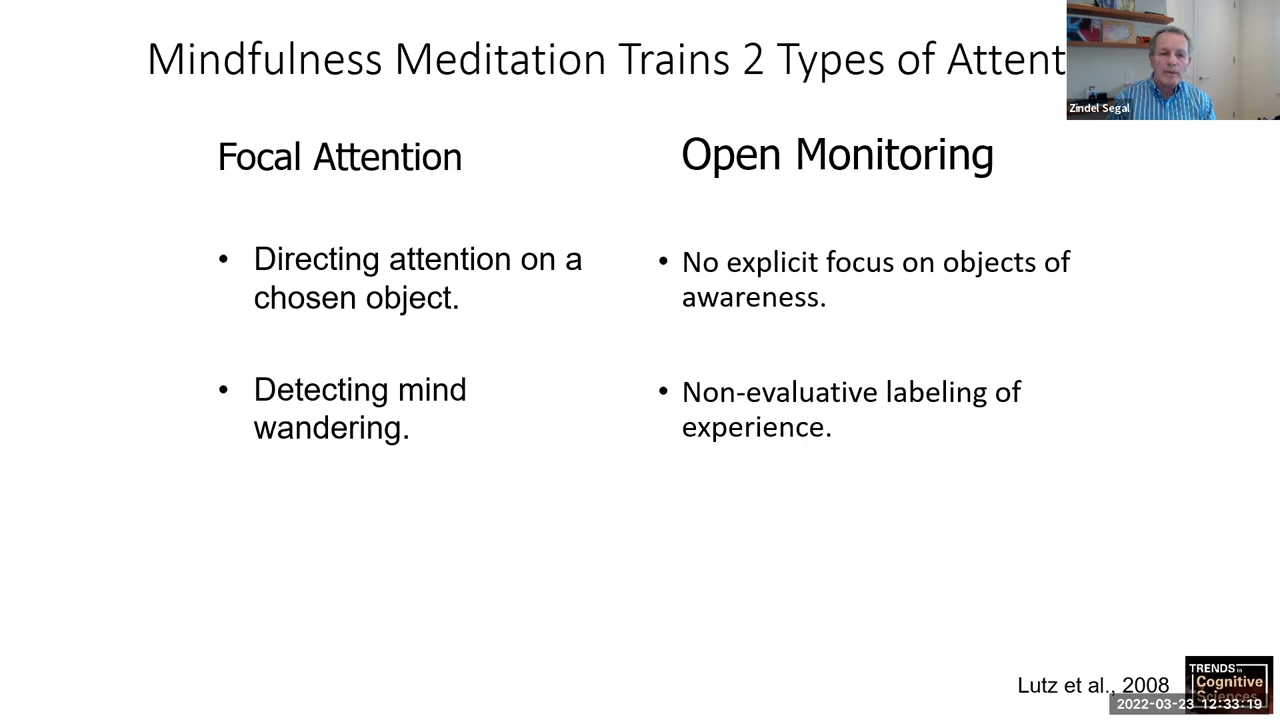 Mindfulness Meditation Trains 2 Types of Attent
Zindel Segal
Focal Attention
Open Monitoring
• Directing attention on a
chosen object.
• Detecting mind
wandering.
• No explicit focus on objects of
awareness.
• Non-evaluative labeling of
experience.
Lutz et al., 2008
TRENDS in
Cognitive
Sciences
2022-03-23 12:33:19